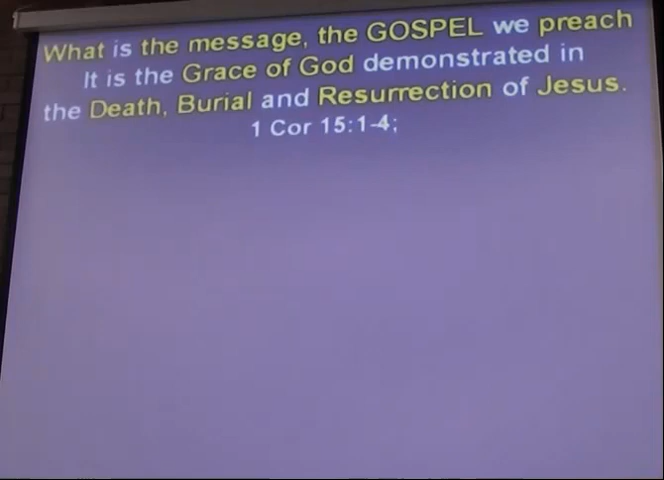 What is the message, the GOSPEL we preach
It is the Grace of God demonstrated in
the Death, Burial and Resurrection of Jesus.
1 Cor 15:1-4;